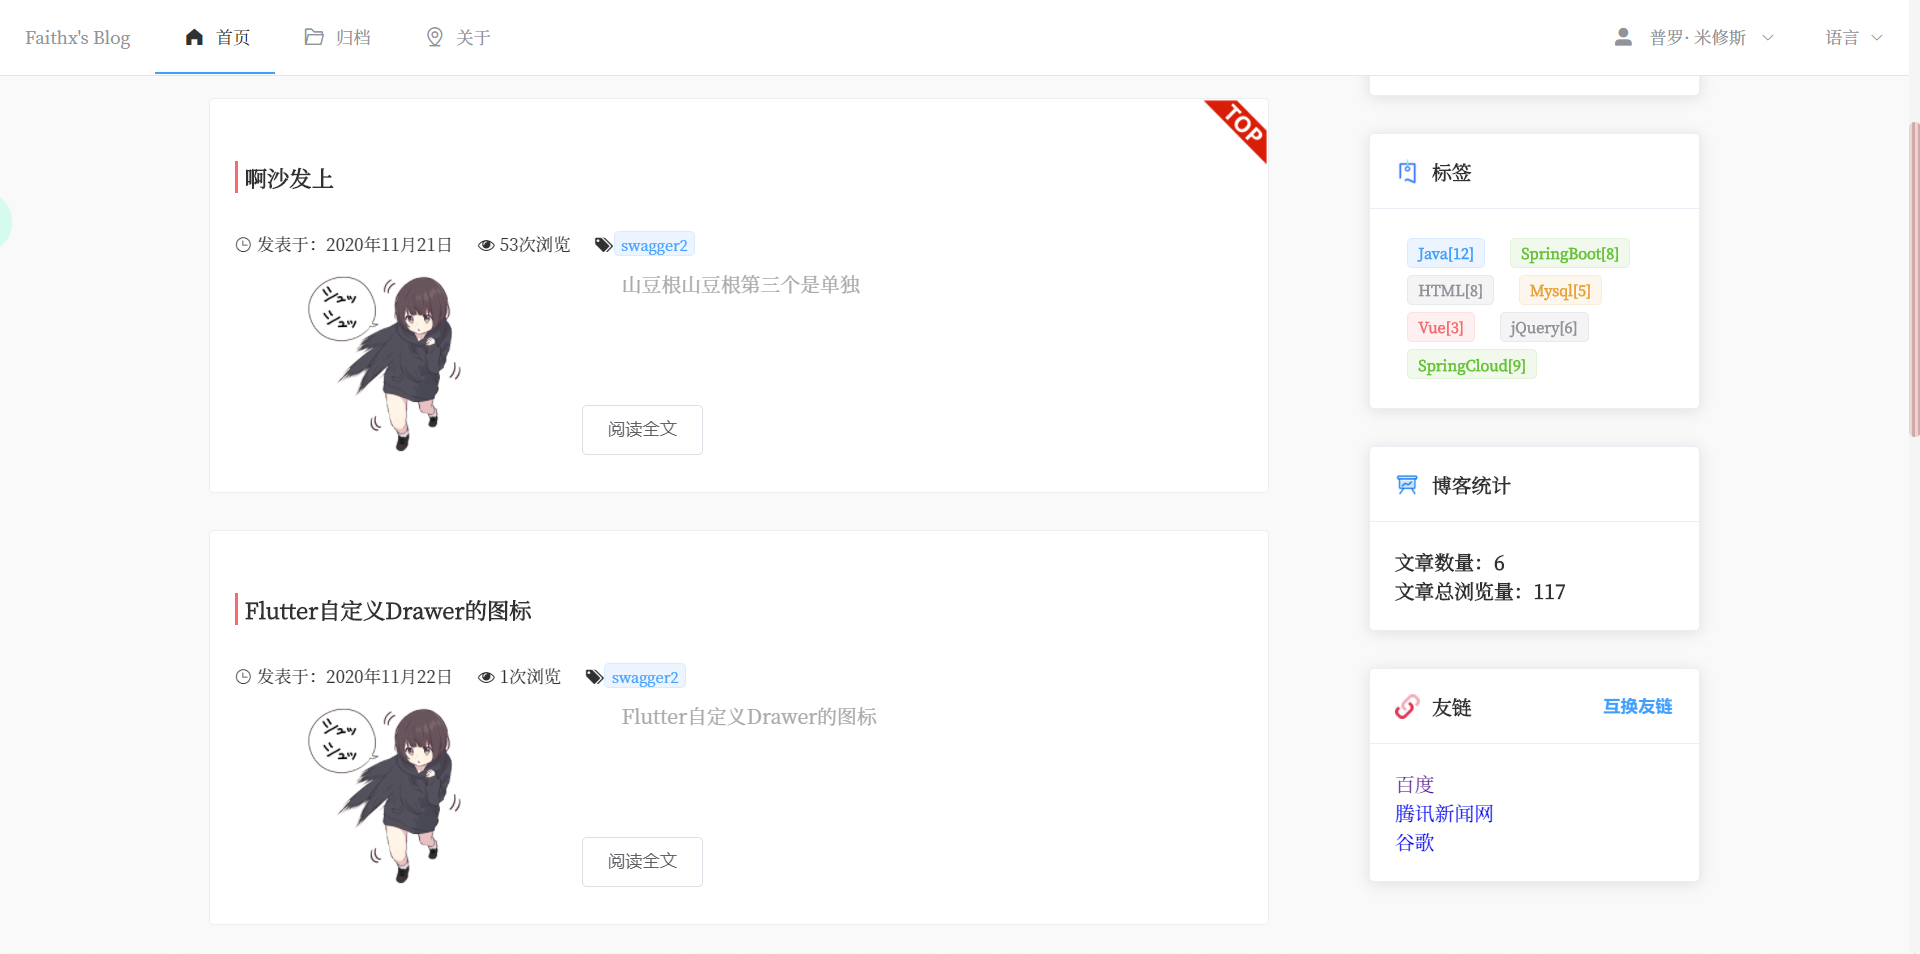 Faithx's Blog
首页
归档
关于
普罗·米修斯
语言
TOP
啊沙发上
发表于：2020年11月21日 53次浏览 swagger2
山豆根山豆根第三个是单独
シュッ
シュッ
阅读全文
Flutter自定义Drawer的图标
发表于：2020年11月22日 1次浏览 swagger2
Flutter自定义Drawer的图标
シュッ
シュッ
阅读全文
标签
Java[12] SpringBoot[8]
HTML[8] Mysql[5]
Vue[3] jQuery[6]
SpringCloud[9]
博客统计
文章数量：6
文章总浏览量：117
友链 互换友链
百度
腾讯新闻网
谷歌